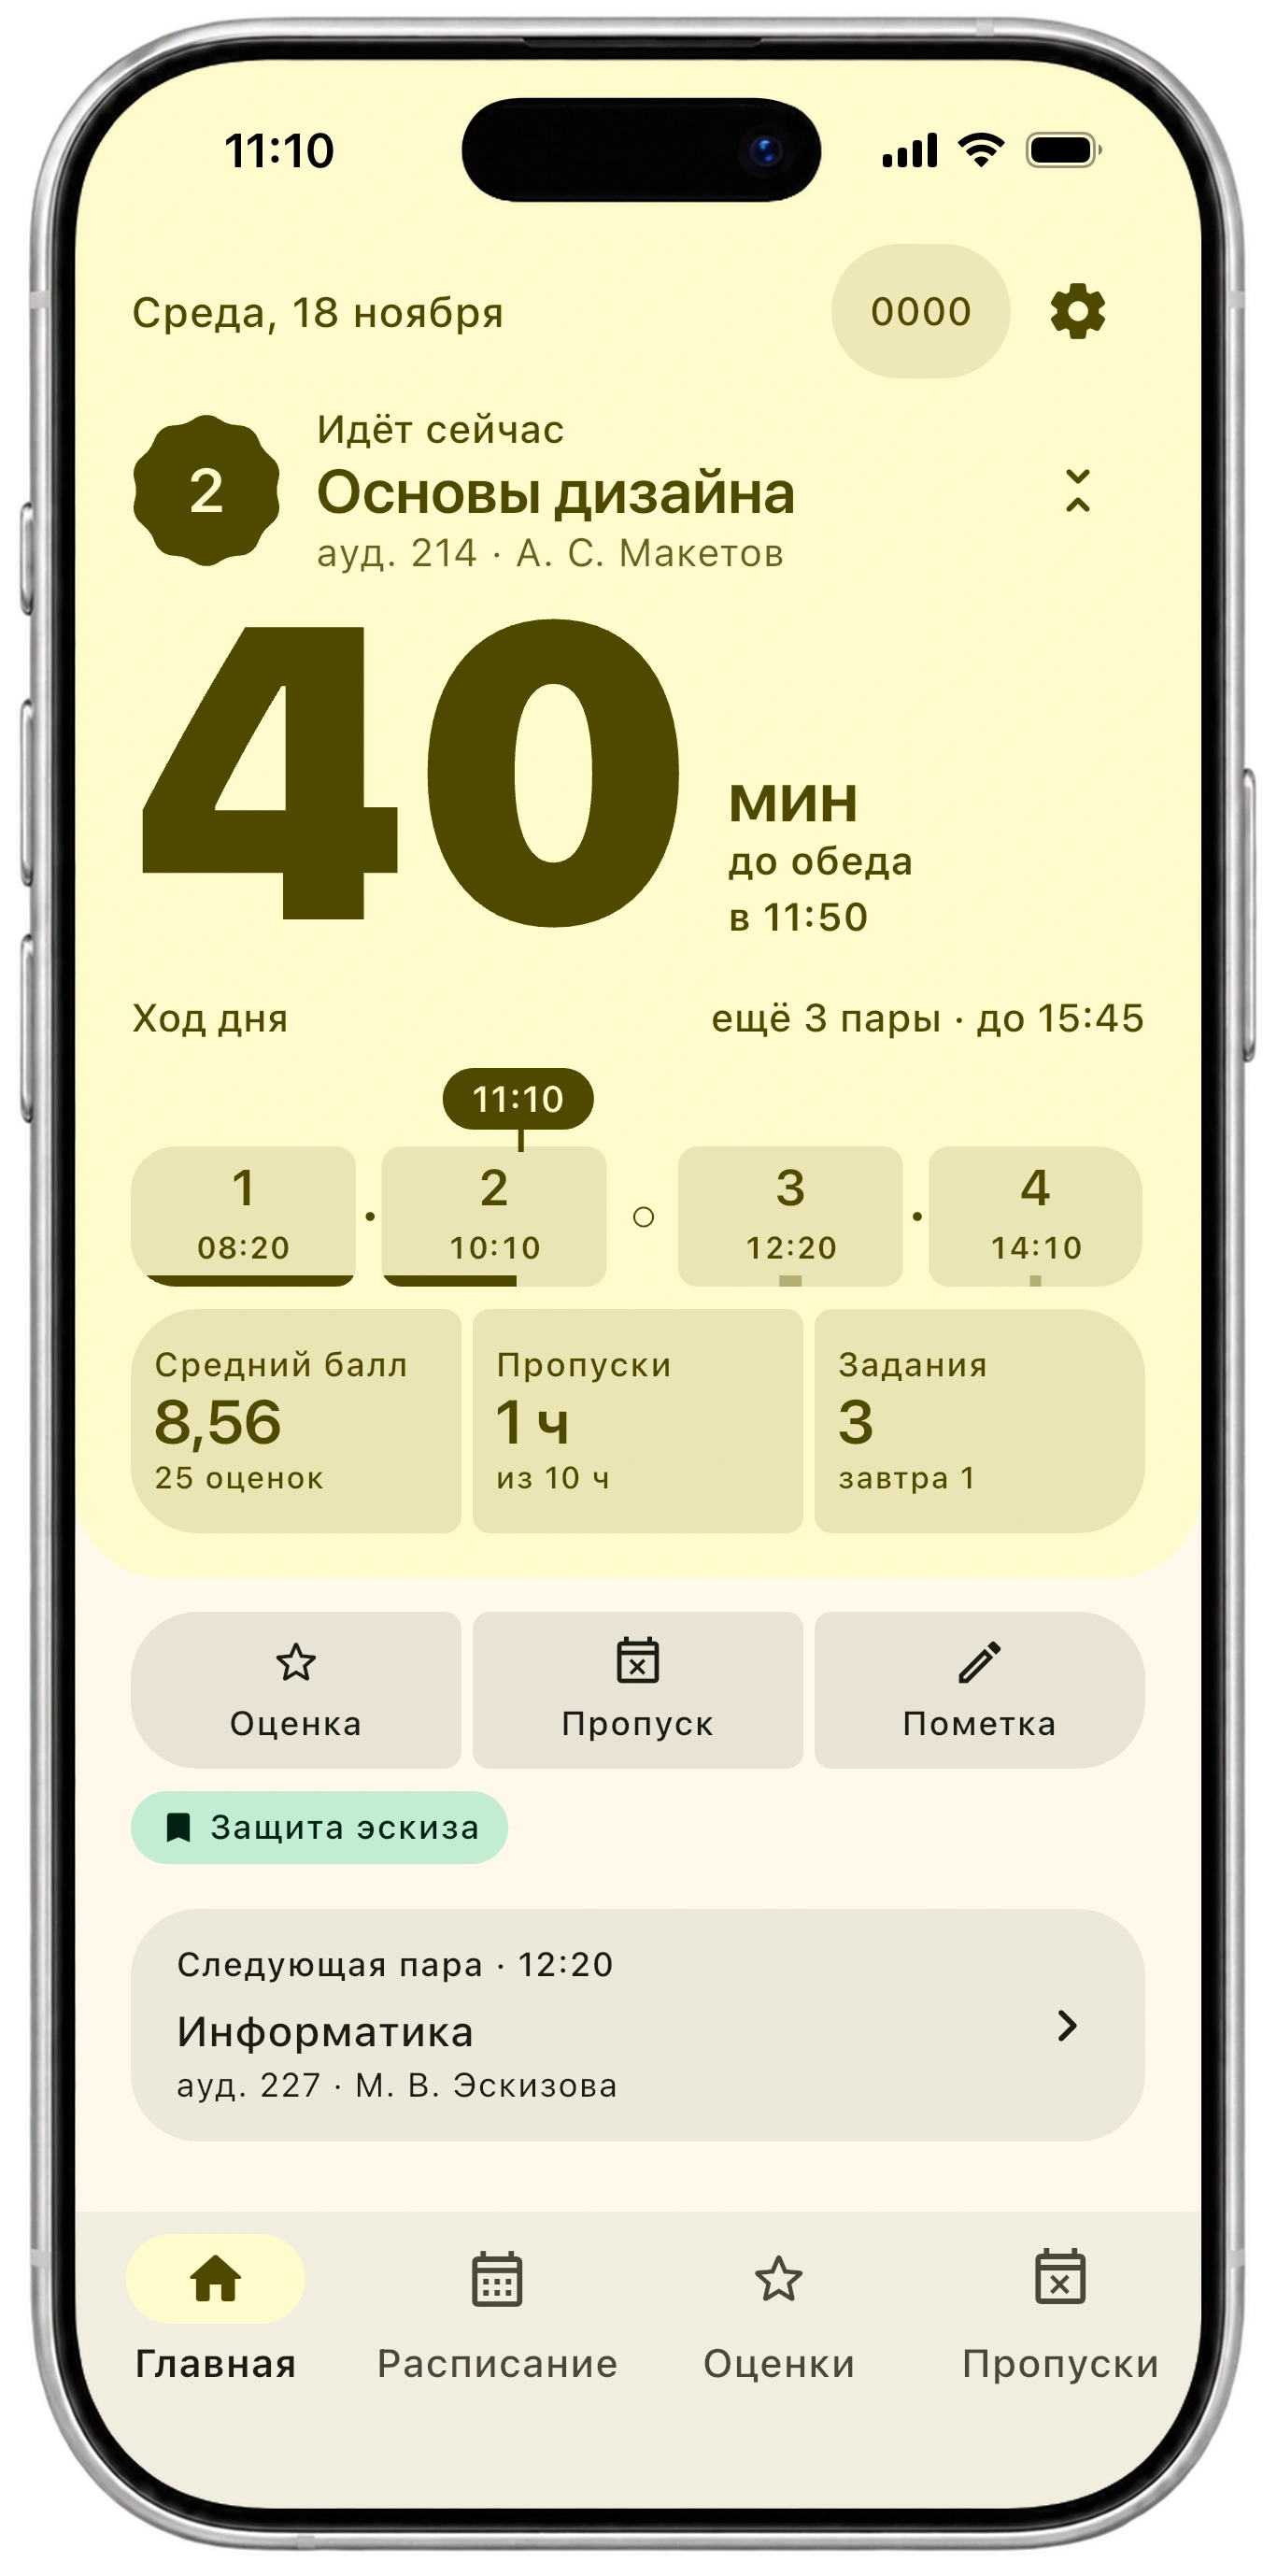 11:10
Среда, 18 ноября
0000
2
Идёт сейчас
Основы дизайна
ауд. 214 · А. С. Макетов
40
мин
до обеда
в 11:50
Ход дня
ещё 3 пары · до 15:45
11:10
1
08:20
2
10:10
3
12:20
4
14:10
Средний балл
8,56
25 оценок
Пропуски
1 ч
из 10 ч
Задания
3
завтра 1
Оценка
Пропуск
Пометка
Защита эскиза
Следующая пара · 12:20
Информатика
ауд. 227 · М. В. Эскизова
Главная
Расписание
Оценки
Пропуски